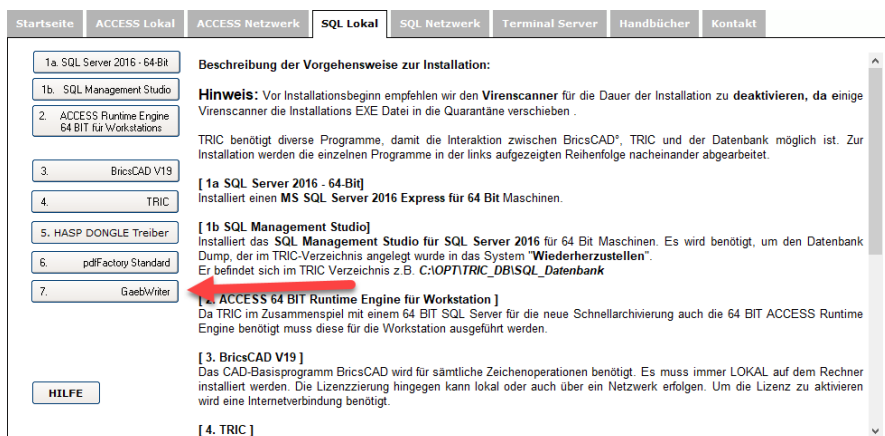 Startseite ACCESS Lokal ACCESS Netzwerk SQL Lokal SQL Netzwerk Terminal Server Handbücher Kontakt
1a. SQL Server 2016 - 64-Bit
1b. SQL Management Studio
2. ACCESS Runtime Engine
64 BIT für Workstations
3. BricsCAD V19
4. TRIC
5. HASP DONGLE Treiber
6. pdfFactory Standard
7. GaebWriter
HILFE
Beschreibung der Vorgehensweise zur Installation:
Hinweis: Vor Installationsbeginn empfehlen wir den Virenscanner für die Dauer der Installation zu deaktivieren, da einige
Virenscanner die Installations EXE Datei in die Quarantäne verschieben .
TRIC benötigt diverse Programme, damit die Interaktion zwischen BricsCAD°, TRIC und der Datenbank möglich ist. Zur
Installation werden die einzelnen Programme in der links aufgezeigten Reihenfolge nacheinander abgearbeitet.
[ 1a SQL Server 2016 - 64-Bit]
Installiert einen MS SQL Server 2016 Express für 64 Bit Maschinen.
[ 1b SQL Management Studio]
Installiert das SQL Management Studio für SQL Server 2016 für 64 Bit Maschinen. Es wird benötigt, um den Datenbank
Dump, der im TRIC-Verzeichnis angelegt wurde in das System "Wiederherzustellen".
Er befindet sich im TRIC Verzeichnis z.B. C:\OPT\TRIC_DB\SQL_Datenbank
[ 2. ACCESS 64 BIT Runtime Engine für Workstation ]
Da TRIC im Zusammenspiel mit einem 64 BIT SQL Server für die neue Schnellarchivierung auch die 64 BIT ACCESS Runtime
Engine benötigt muss diese für die Workstation ausgeführt werden.
[ 3. BricsCAD V19 ]
Das CAD-Basisprogramm BricsCAD wird für sämtliche Zeichenoperationen benötigt. Es muss immer LOKAL auf dem Rechner
installiert werden. Die Lizenzzierung hingegen kann lokal oder auch über ein Netzwerk erfolgen. Um die Lizenz zu aktivieren
wird eine Internetverbindung benötigt.
[ 4. TRIC ]